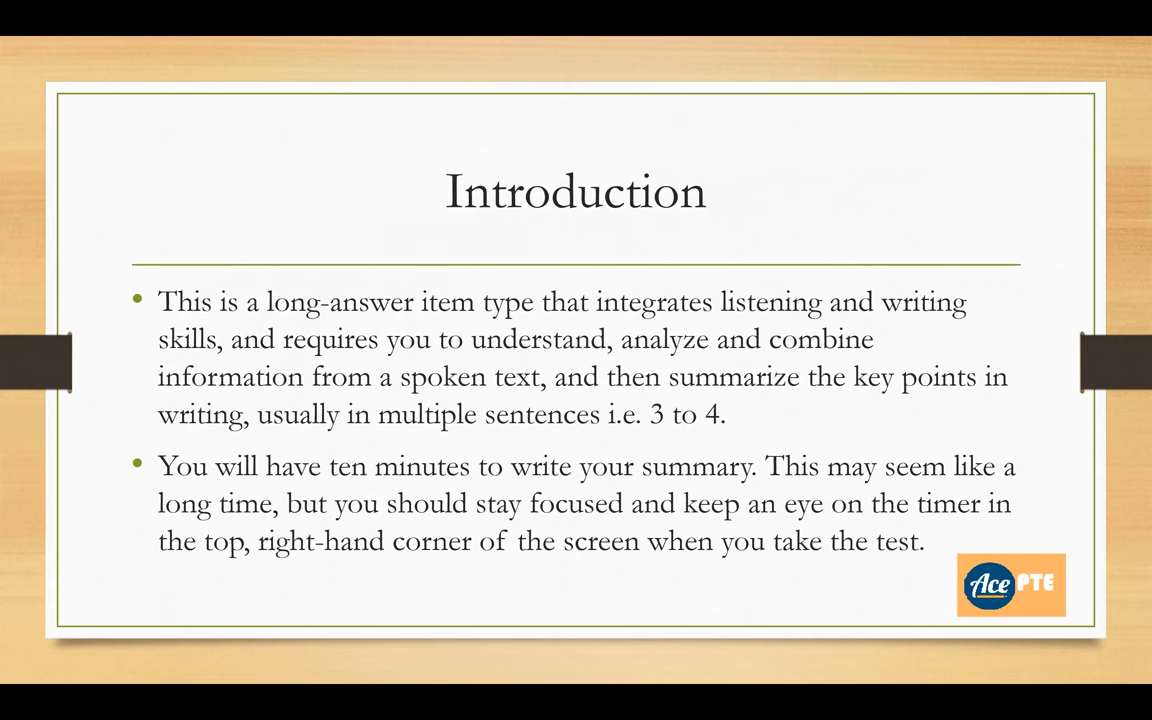 Introduction
• This is a long-answer item type that integrates listening and writing
skills, and requires you to understand, analyze and combine
information from a spoken text, and then summarize the key points in
writing, usually in multiple sentences i.e. 3 to 4.
• You will have ten minutes to write your summary. This may seem like a
long time, but you should stay focused and keep an eye on the timer in
the top, right-hand corner of the screen when you take the test.
Ace PTE